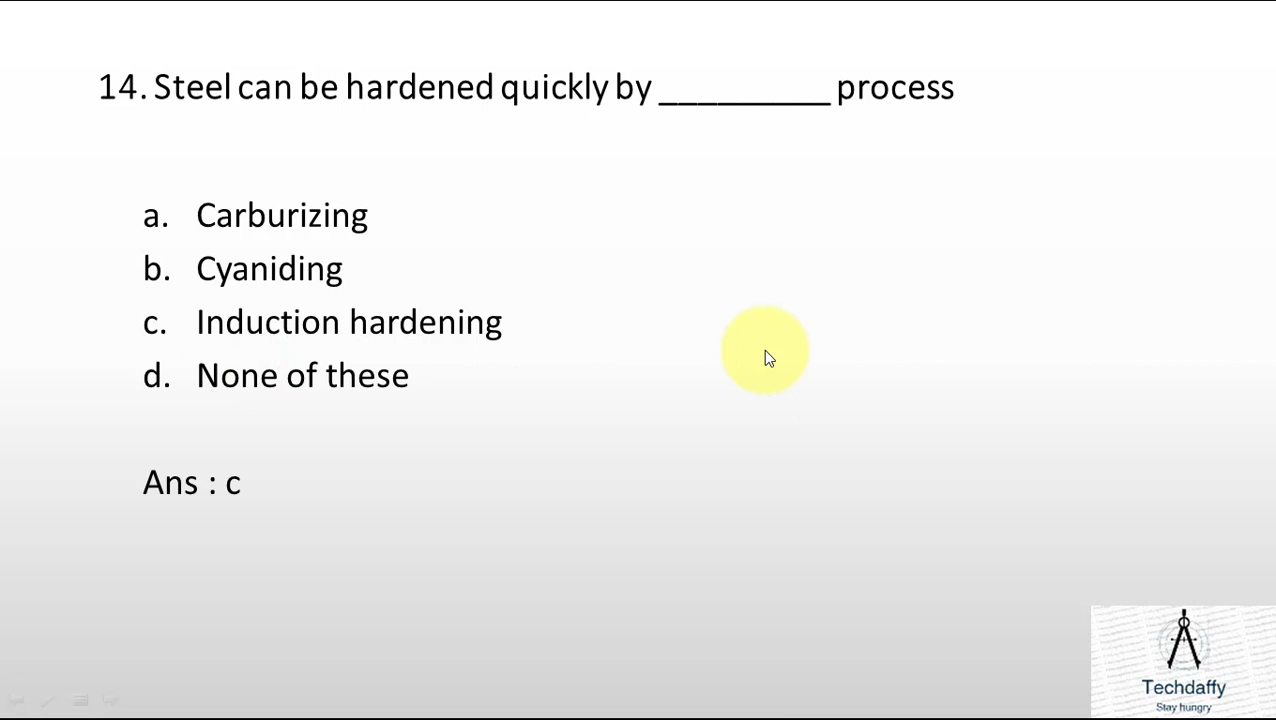 14. Steel can be hardened quickly by _________ process
a. Carburizing
b. Cyaniding
c. Induction hardening
d. None of these
Ans : c
Techdaffy
Stay hungry